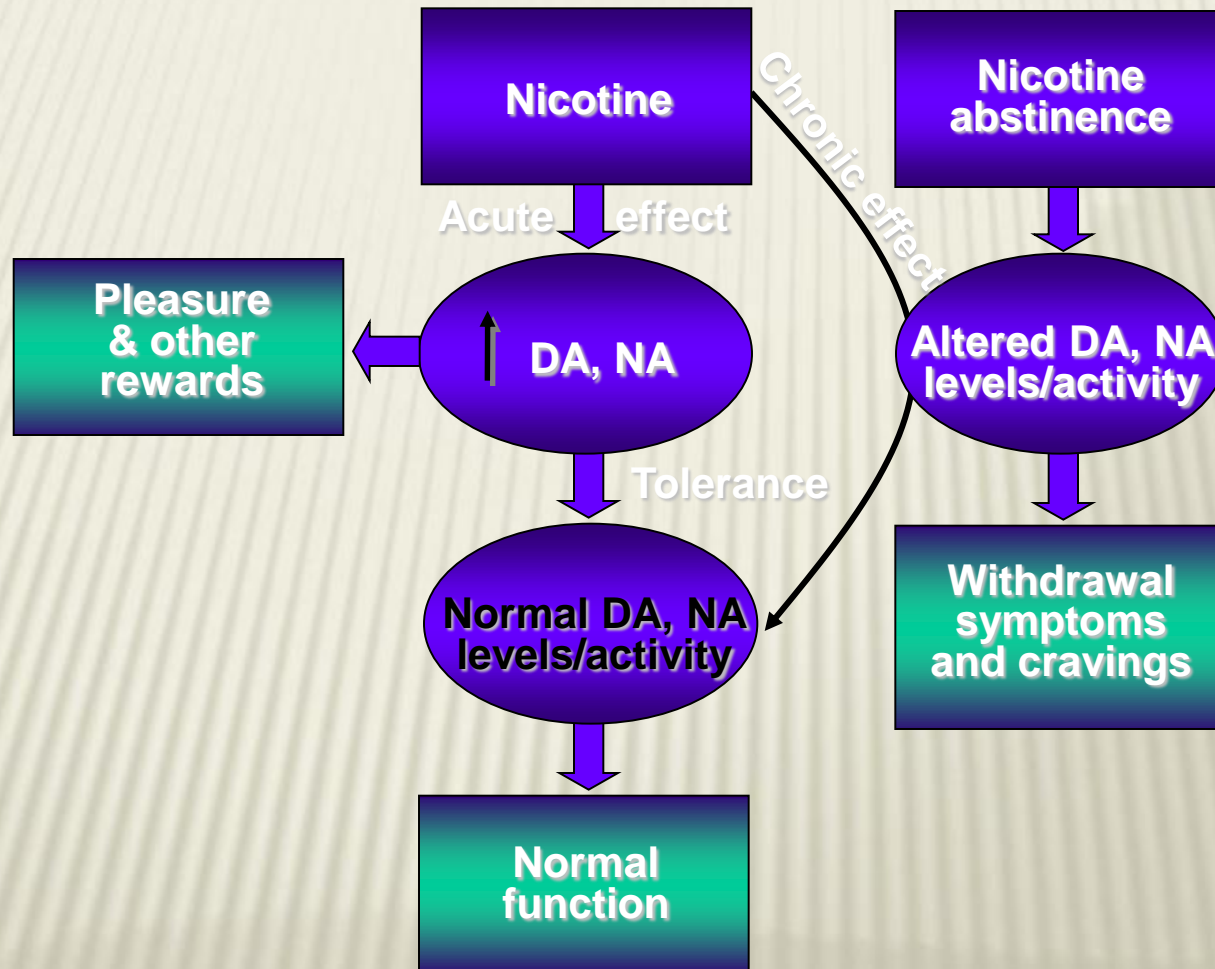 Nicotine
Nicotine
abstinence
Chronic effect
Acute effect
Pleasure
& other
rewards
DA, NA
Altered DA, NA
levels/activity
Tolerance
Normal DA, NA
levels/activity
Withdrawal
symptoms
and cravings
Normal
function